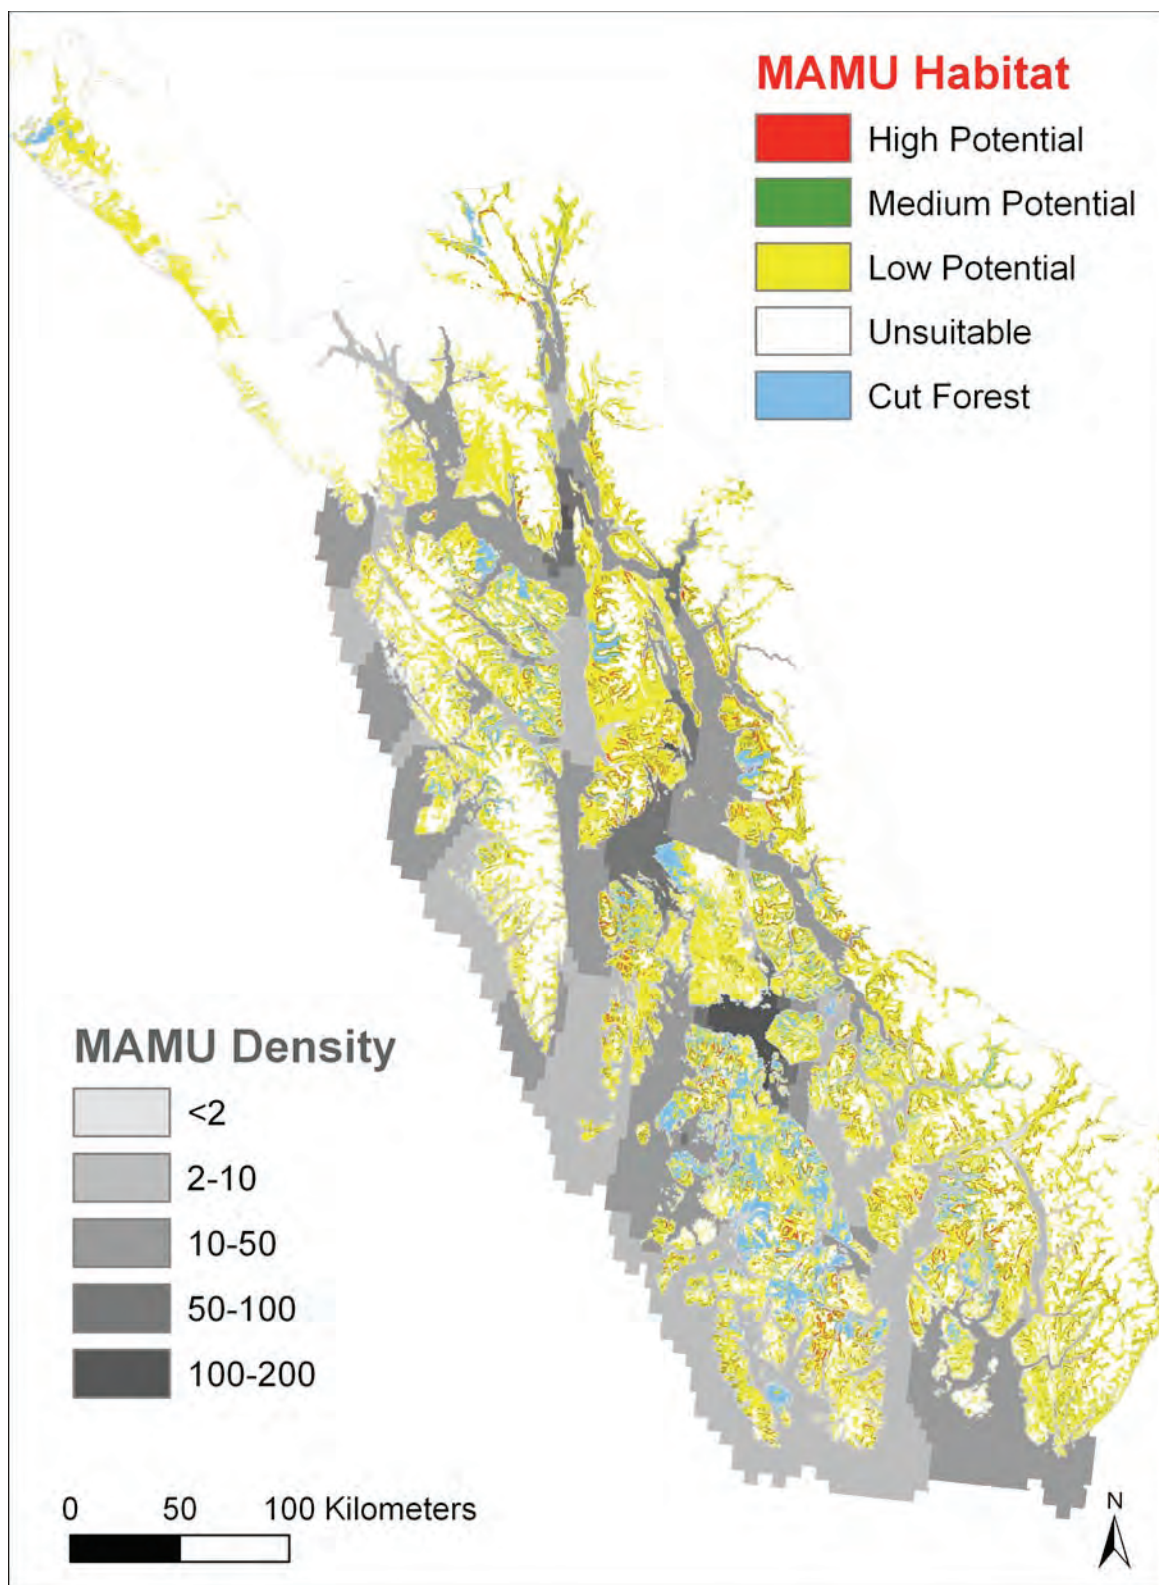 MAMU Habitat
High Potential
Medium Potential
Low Potential
Unsuitable
Cut Forest
MAMU Density
<2
2-10
10-50
50-100
100-200
0 50 100 Kilometers
N